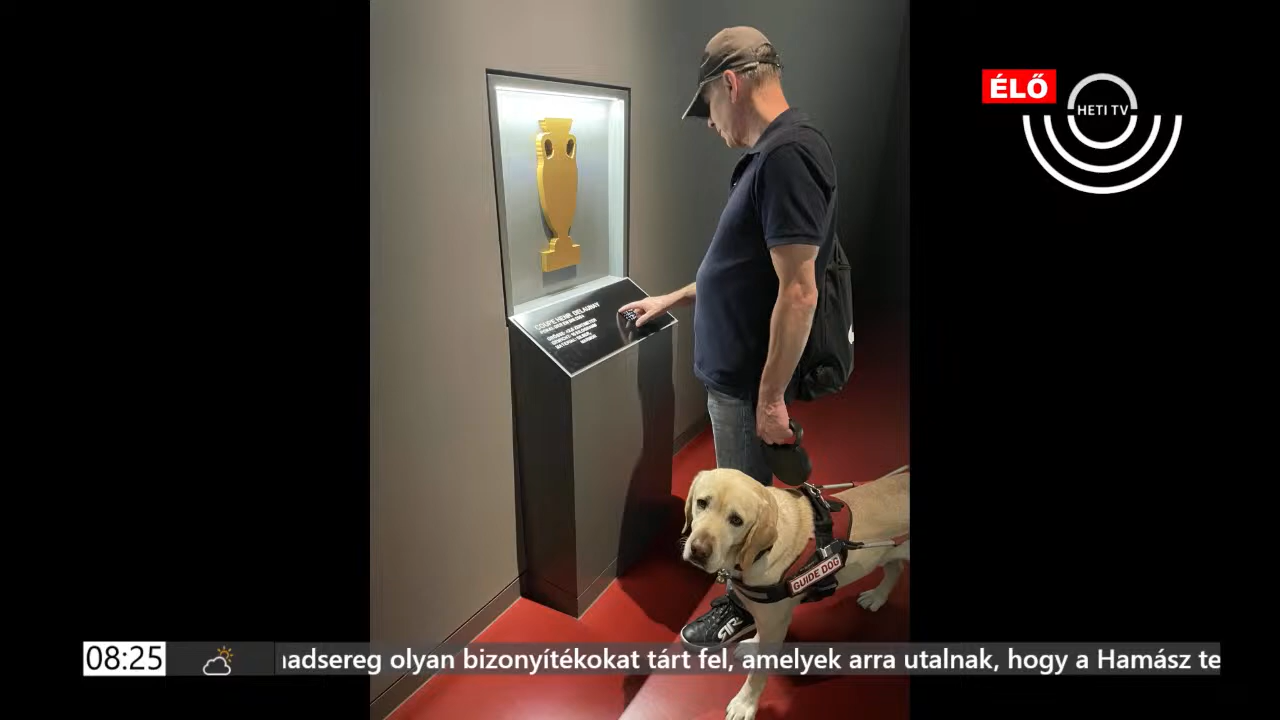 ÉLŐ
HETI TV
COUPE HENRI DELAUNAY
GUIDE DOG
08:25
adsereg olyan bizonyítékokat tárt fel, amelyek arra utalnak, hogy a Hamász te